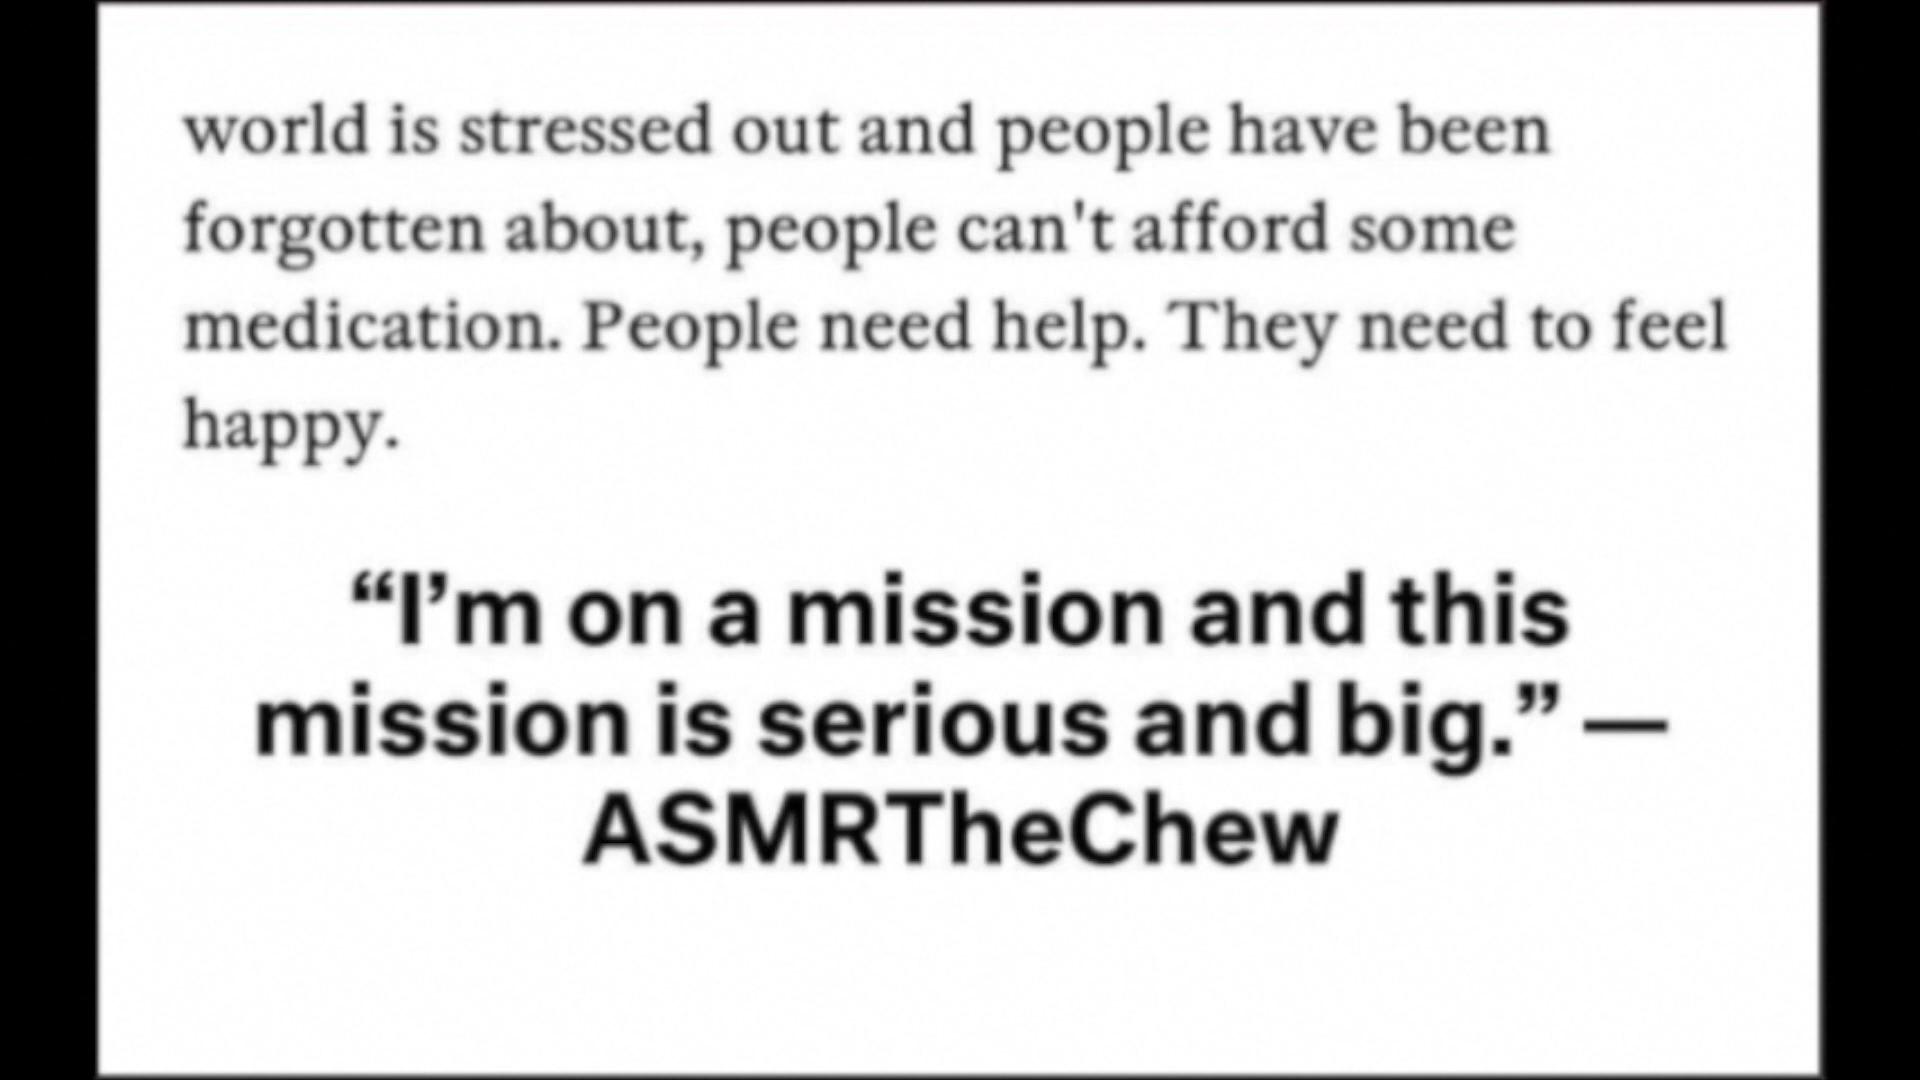 world is stressed out and people have been
forgotten about, people can't afford some
medication. People need help. They need to feel
happy.
“I’m on a mission and this
mission is serious and big.” —
ASMRTheChew